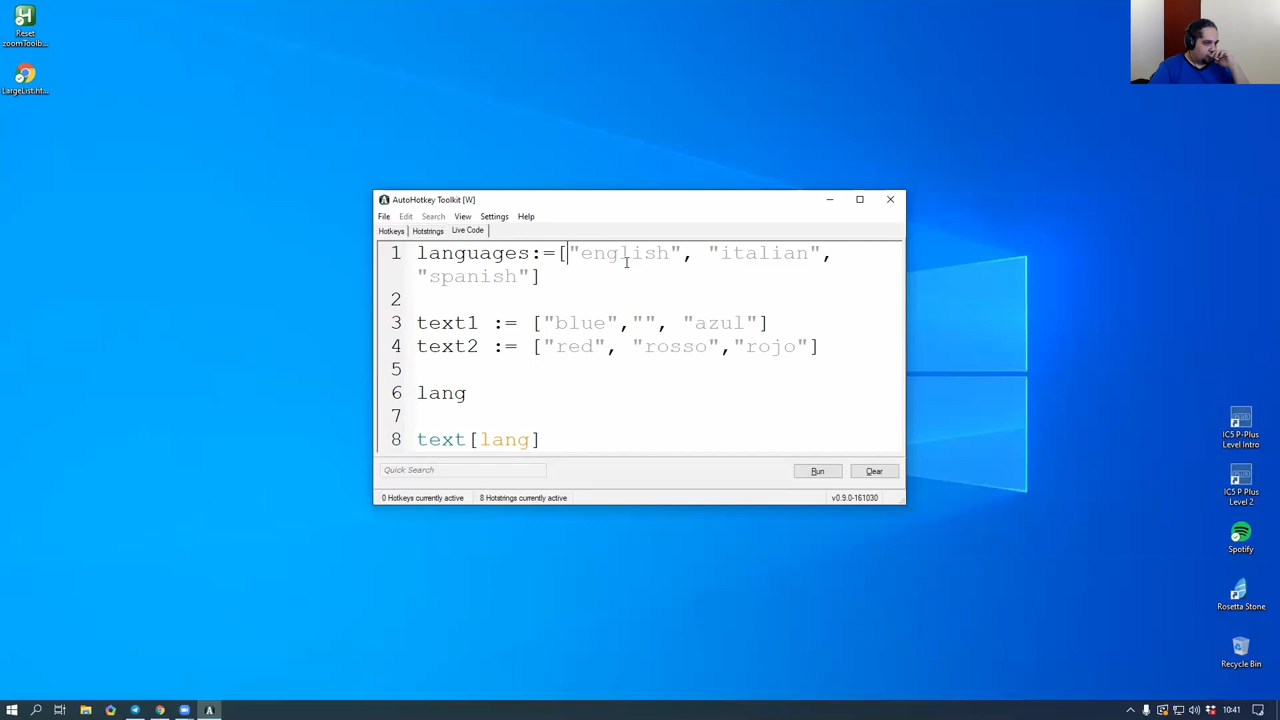 Reset
zoomToolb...
LargeList.ht...
AutoHotkey Toolkit [W]
File Edit Search View Settings Help
Hotkeys Hotstrings Live Code
1 languages:=["english", "italian",
"spanish"]
2
3 text1 := ["blue","", "azul"]
4 text2 := ["red", "rosso","rojo"]
5
6 lang
7
8 text[lang]
Quick Search
Run
Clear
0 Hotkeys currently active
8 Hotstrings currently active
v0.9.0-161030
IC5 P-Plus
Level Intro
IC5 P Plus
Level 2
Spotify
Rosetta Stone
Recycle Bin
10:41